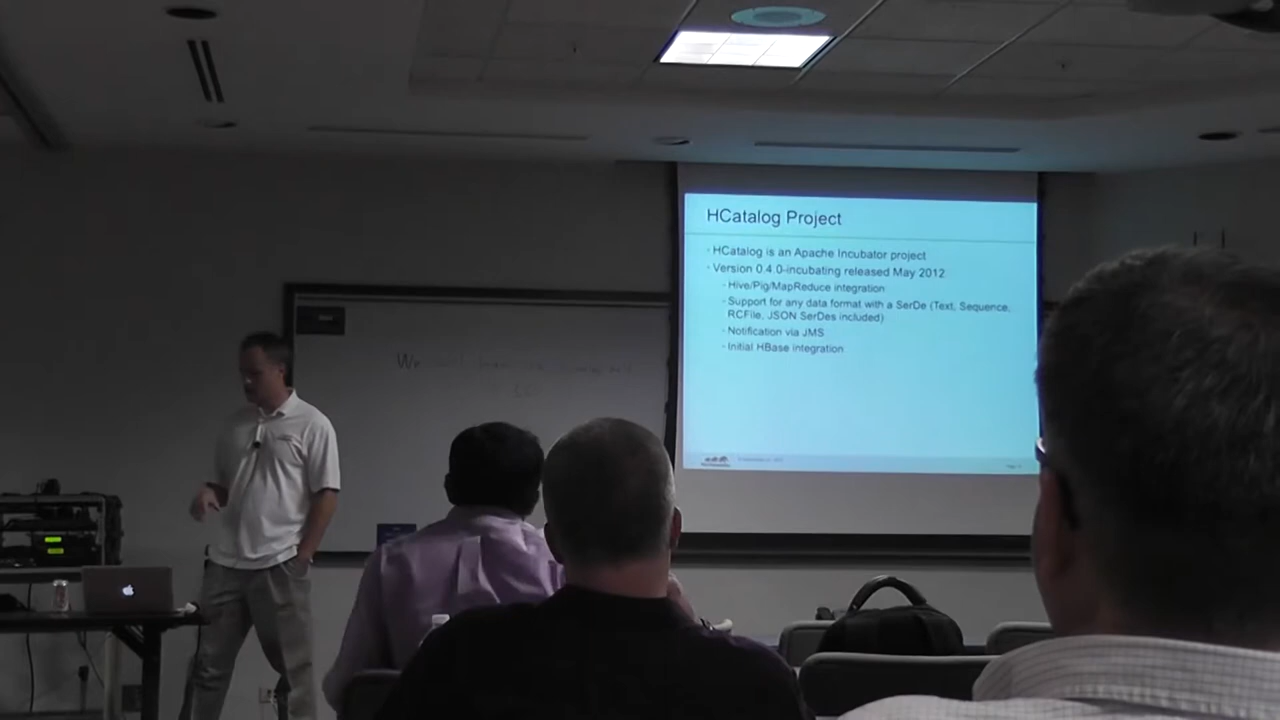 HCatalog Project
HCatalog is an Apache Incubator project
Version 0.4.0-incubating released May 2012
Hive/Pig/MapReduce integration
Support for any data format with a SerDe (Text, Sequence,
RCFile, JSON SerDes included)
Notification via JMS
Initial HBase integration
We